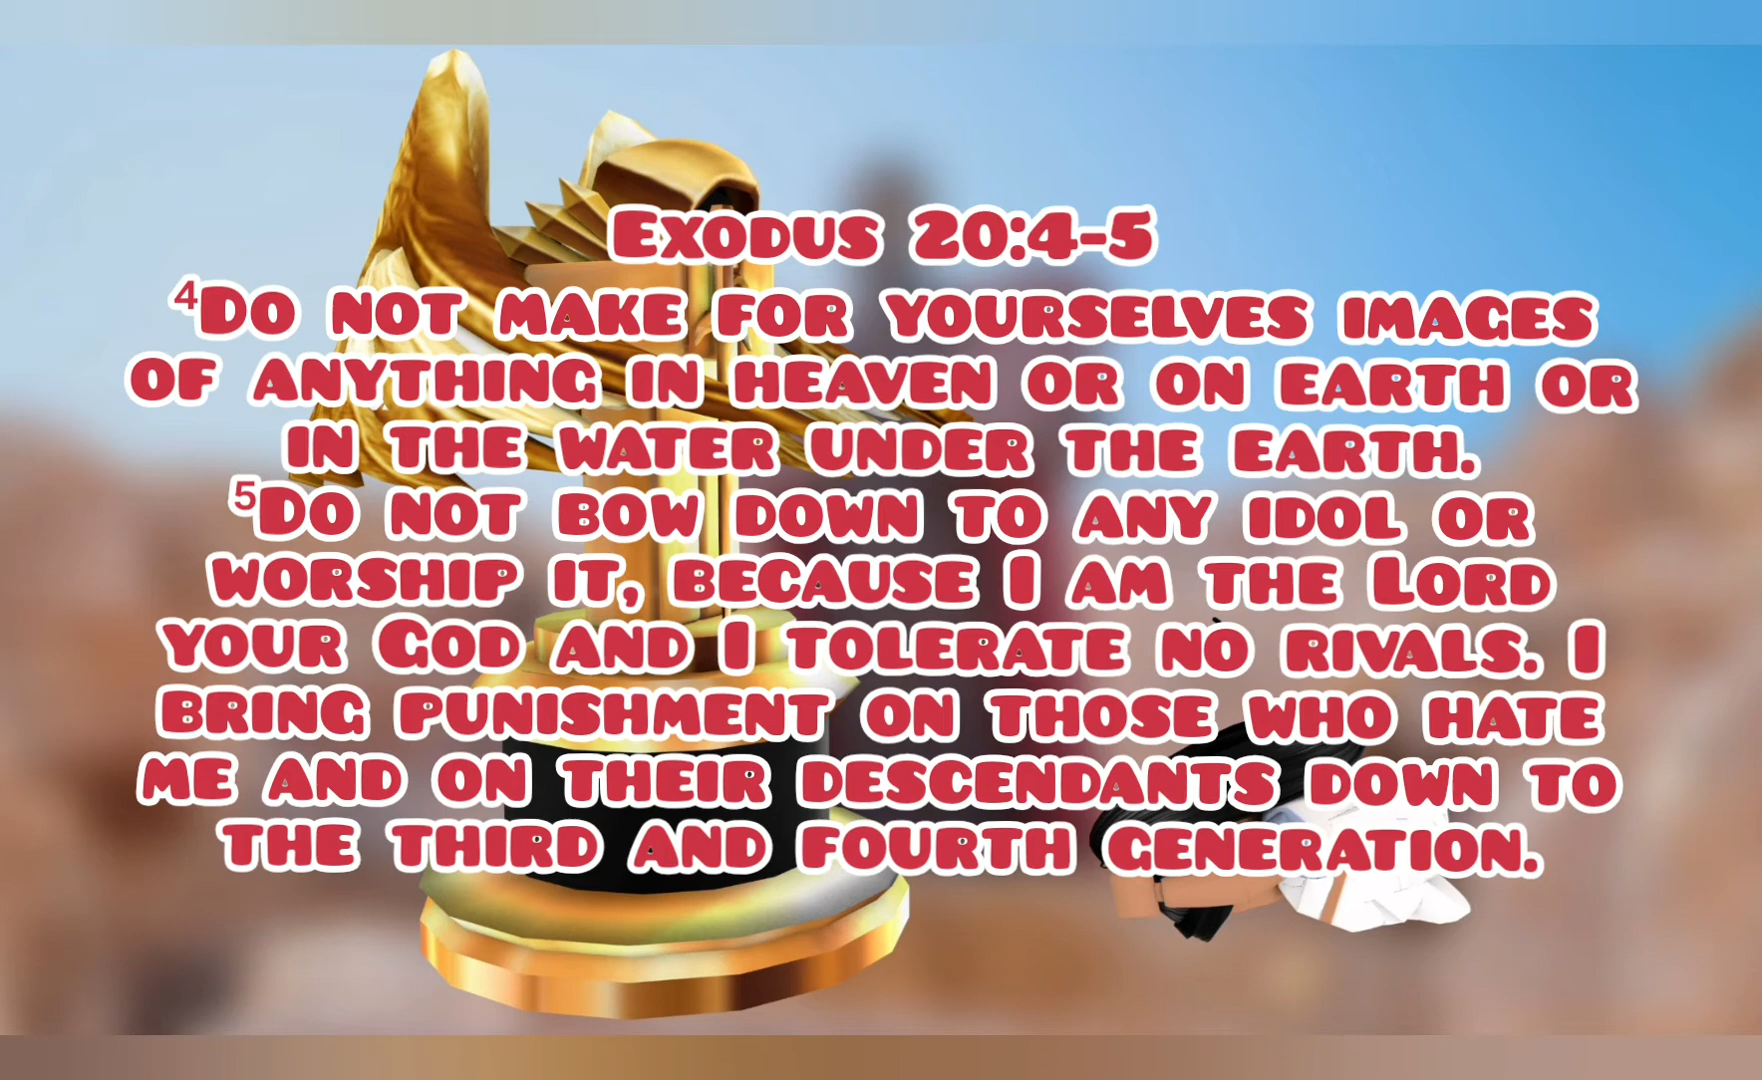 Exodus 20:4-5
⁴Do not make for yourselves images
of anything in heaven or on earth or
in the water under the earth.
⁵Do not bow down to any idol or
worship it, because I am the Lord
your God and I tolerate no rivals. I
bring punishment on those who hate
me and on their descendants down to
the third and fourth generation.